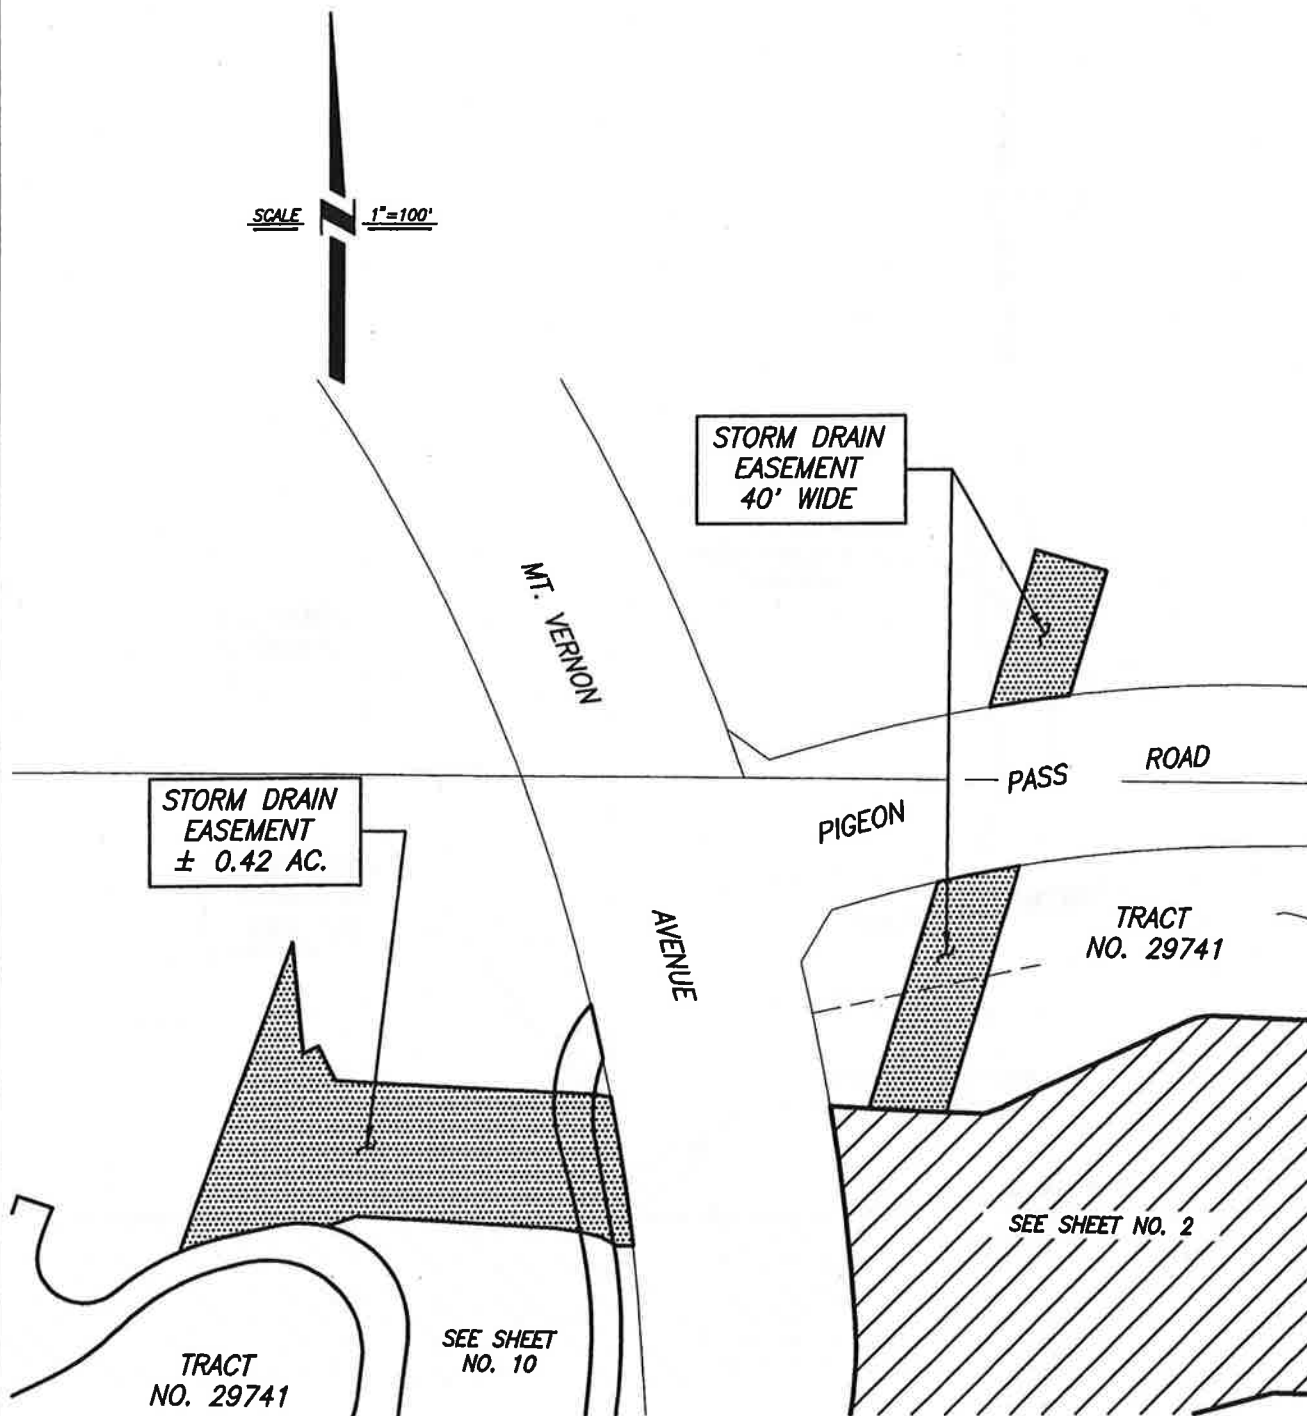 SCALE 1"=100'
STORM DRAIN
EASEMENT
40' WIDE
MT. VERNON
ROAD
PASS
PIGEON
STORM DRAIN
EASEMENT
± 0.42 AC.
AVENUE
TRACT
NO. 29741
SEE SHEET NO. 2
SEE SHEET
NO. 10
TRACT
NO. 29741